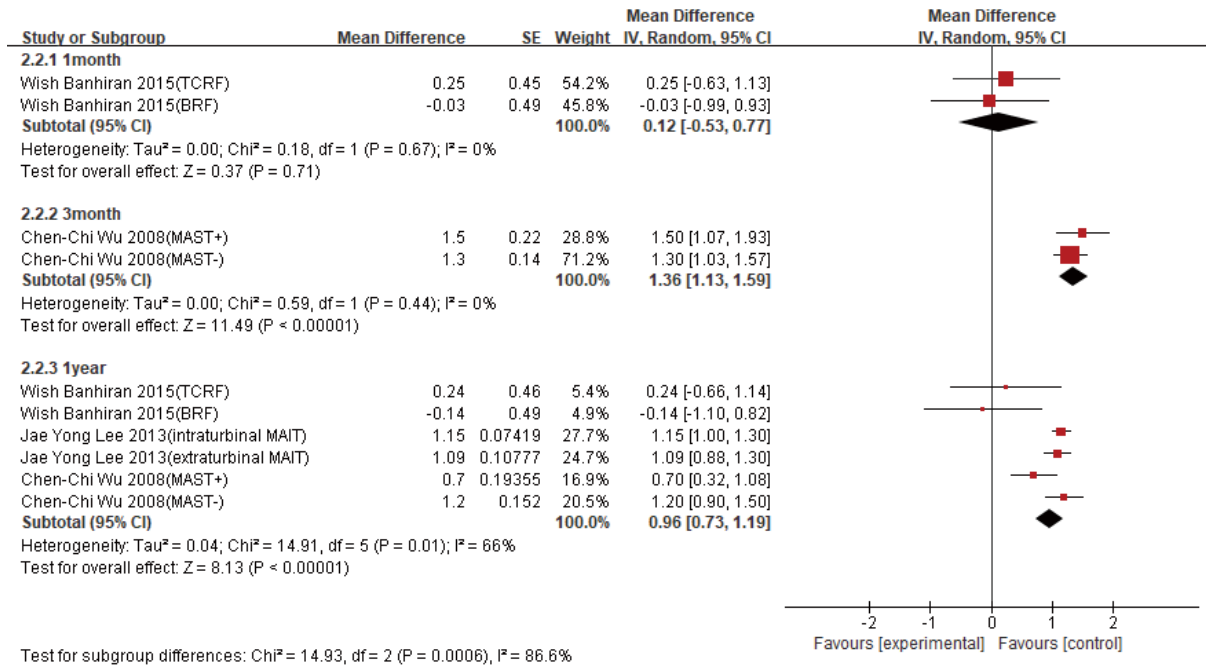 Mean Difference Mean Difference
Study or Subgroup Mean Difference SE Weight IV, Random, 95% CI IV, Random, 95% CI
2.2.1 1month
Wish Banhiran 2015(TCRF) 0.25 0.45 54.2% 0.25 [-0.63, 1.13]
Wish Banhiran 2015(BRF) -0.03 0.49 45.8% -0.03 [-0.99, 0.93]
Subtotal (95% CI) 100.0% 0.12 [-0.53, 0.77]
Heterogeneity: Tau² = 0.00; Chi² = 0.18, df = 1 (P = 0.67); I² = 0%
Test for overall effect: Z = 0.37 (P = 0.71)
2.2.2 3month
Chen-Chi Wu 2008(MAST+) 1.5 0.22 28.8% 1.50 [1.07, 1.93]
Chen-Chi Wu 2008(MAST-) 1.3 0.14 71.2% 1.30 [1.03, 1.57]
Subtotal (95% CI) 100.0% 1.36 [1.13, 1.59]
Heterogeneity: Tau² = 0.00; Chi² = 0.59, df = 1 (P = 0.44); I² = 0%
Test for overall effect: Z = 11.49 (P < 0.00001)
2.2.3 1year
Wish Banhiran 2015(TCRF) 0.24 0.46 5.4% 0.24 [-0.66, 1.14]
Wish Banhiran 2015(BRF) -0.14 0.49 4.9% -0.14 [-1.10, 0.82]
Jae Yong Lee 2013(intraturbinal MAIT) 1.15 0.07419 27.7% 1.15 [1.00, 1.30]
Jae Yong Lee 2013(extraturbinal MAIT) 1.09 0.10777 24.7% 1.09 [0.88, 1.30]
Chen-Chi Wu 2008(MAST+) 0.7 0.19355 16.9% 0.70 [0.32, 1.08]
Chen-Chi Wu 2008(MAST-) 1.2 0.152 20.5% 1.20 [0.90, 1.50]
Subtotal (95% CI) 100.0% 0.96 [0.73, 1.19]
Heterogeneity: Tau² = 0.04; Chi² = 14.91, df = 5 (P = 0.01); I² = 66%
Test for overall effect: Z = 8.13 (P < 0.00001)
-2 -1 0 1 2
Favours [experimental] Favours [control]
Test for subgroup differences: Chi² = 14.93, df = 2 (P = 0.0006), I² = 86.6%